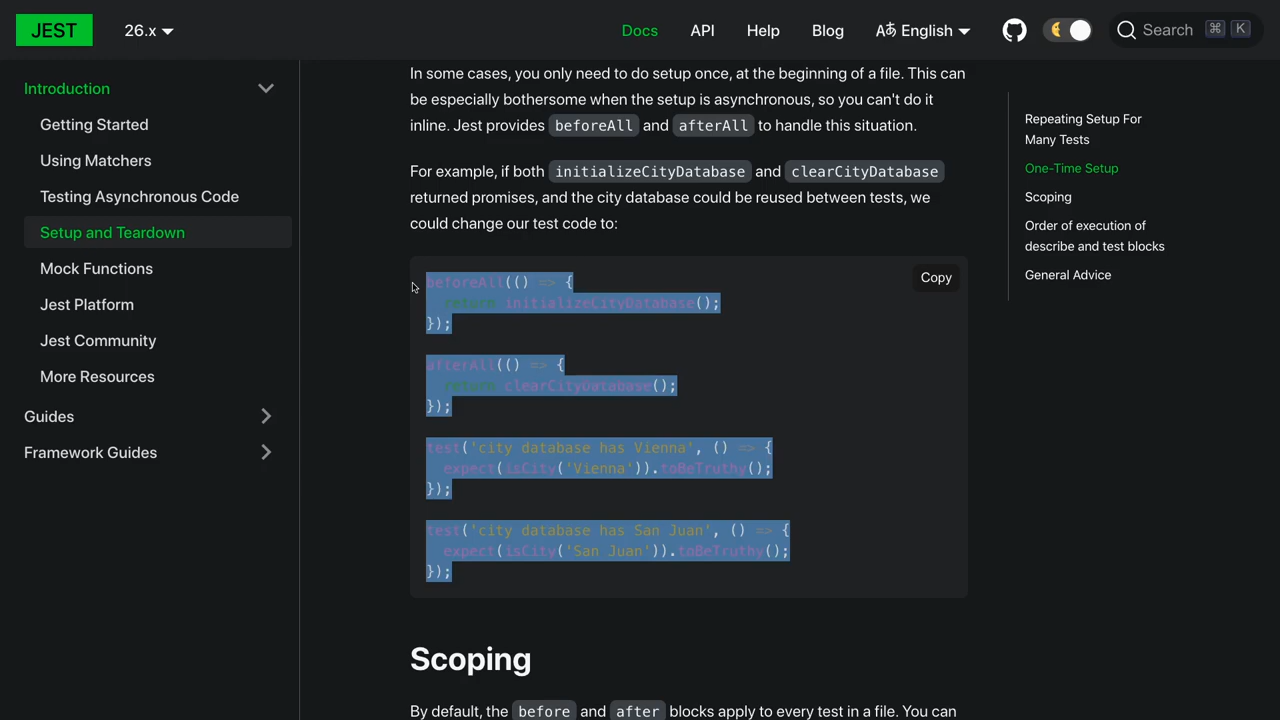 JEST
26.x
Docs
API
Help
Blog
Aあ English
Search ⌘ K
Introduction
Getting Started
Using Matchers
Testing Asynchronous Code
Setup and Teardown
Mock Functions
Jest Platform
Jest Community
More Resources
Guides
Framework Guides
In some cases, you only need to do setup once, at the beginning of a file. This can
be especially bothersome when the setup is asynchronous, so you can't do it
inline. Jest provides beforeAll and afterAll to handle this situation.
For example, if both initializeCityDatabase and clearCityDatabase
returned promises, and the city database could be reused between tests, we
could change our test code to:
Copy
beforeAll(() => {
  return initializeCityDatabase();
});
afterAll(() => {
  return clearCityDatabase();
});
test('city database has Vienna', () => {
  expect(isCity('Vienna')).toBeTruthy();
});
test('city database has San Juan', () => {
  expect(isCity('San Juan')).toBeTruthy();
});
Scoping
By default, the before and after blocks apply to every test in a file. You can
Repeating Setup For
Many Tests
One-Time Setup
Scoping
Order of execution of
describe and test blocks
General Advice